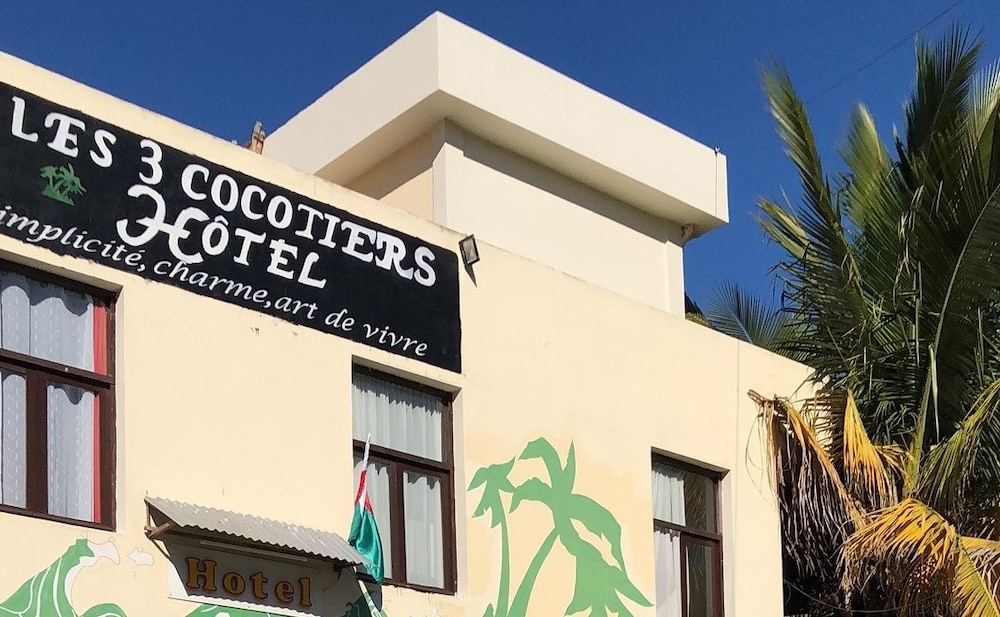 LES 3 COCOTIERS
HÔTEL
implicité, charme, art de vivre
Hotel